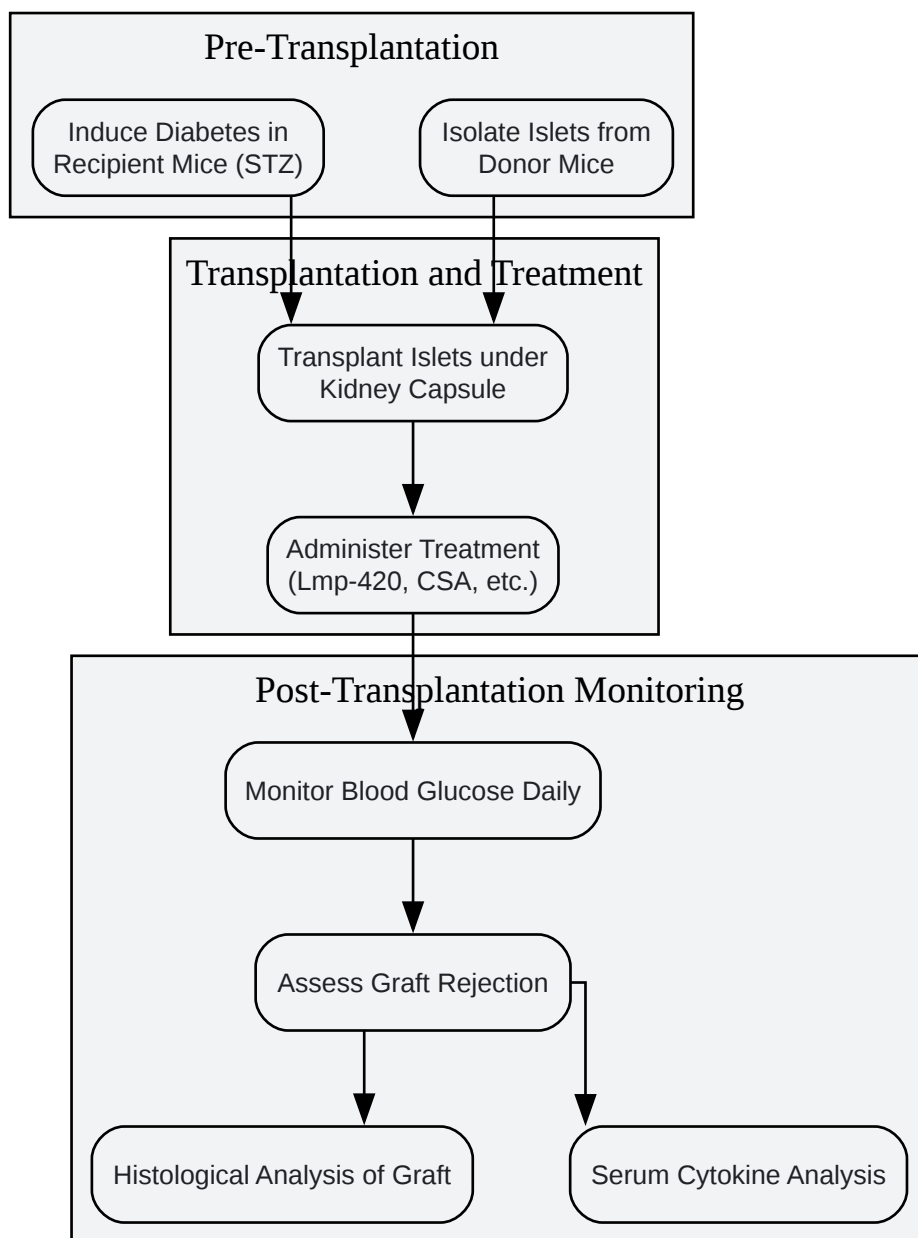 Pre-Transplantation
Induce Diabetes in
Recipient Mice (STZ)
Isolate Islets from
Donor Mice
Transplantation and Treatment
Transplant Islets under
Kidney Capsule
Administer Treatment
(Lmp-420, CSA, etc.)
Post-Transplantation Monitoring
Monitor Blood Glucose Daily
Assess Graft Rejection
Histological Analysis of Graft
Serum Cytokine Analysis